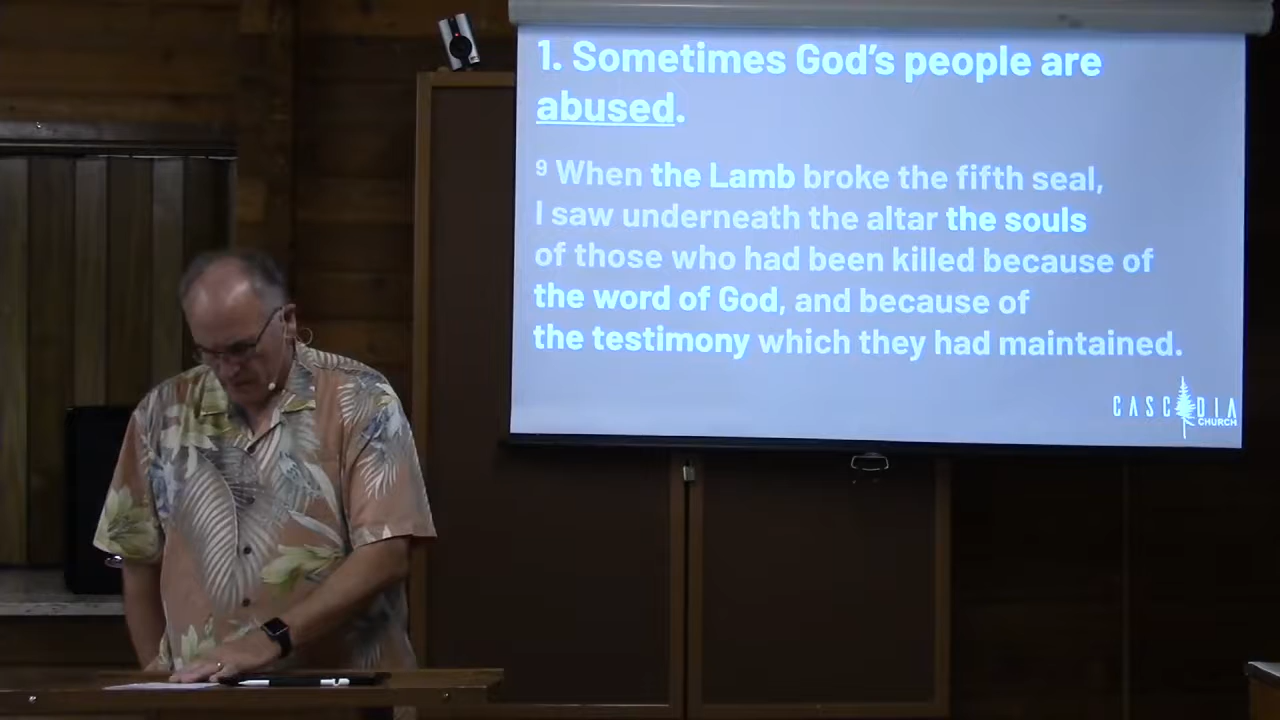 1. Sometimes God's people are
abused.
9 When the Lamb broke the fifth seal,
I saw underneath the altar the souls
of those who had been killed because of
the word of God, and because of
the testimony which they had maintained.
CASCADIA
CHURCH